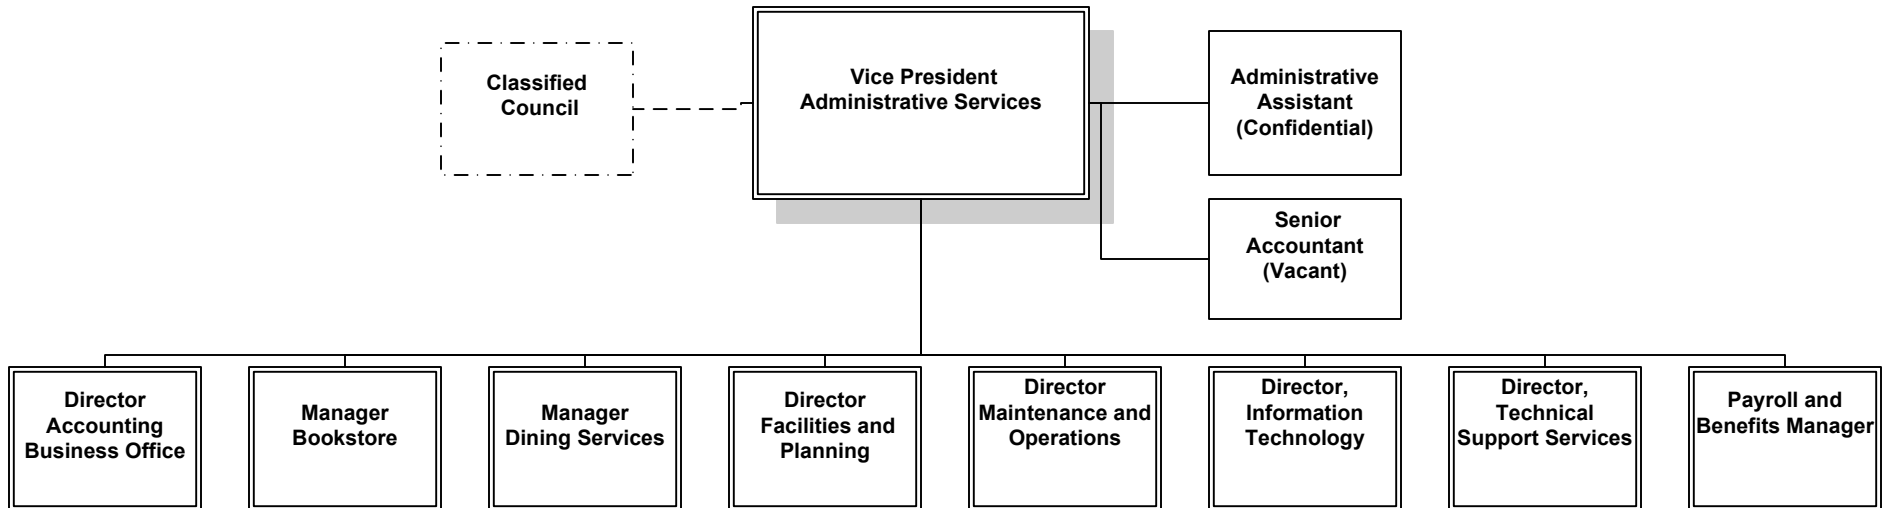 Classified
Council
Vice President
Administrative Services
Administrative
Assistant
(Confidential)
Senior
Accountant
(Vacant)
Director
Accounting
Business Office
Manager
Bookstore
Manager
Dining Services
Director
Facilities and
Planning
Director
Maintenance and
Operations
Director,
Information
Technology
Director,
Technical
Support Services
Payroll and
Benefits Manager